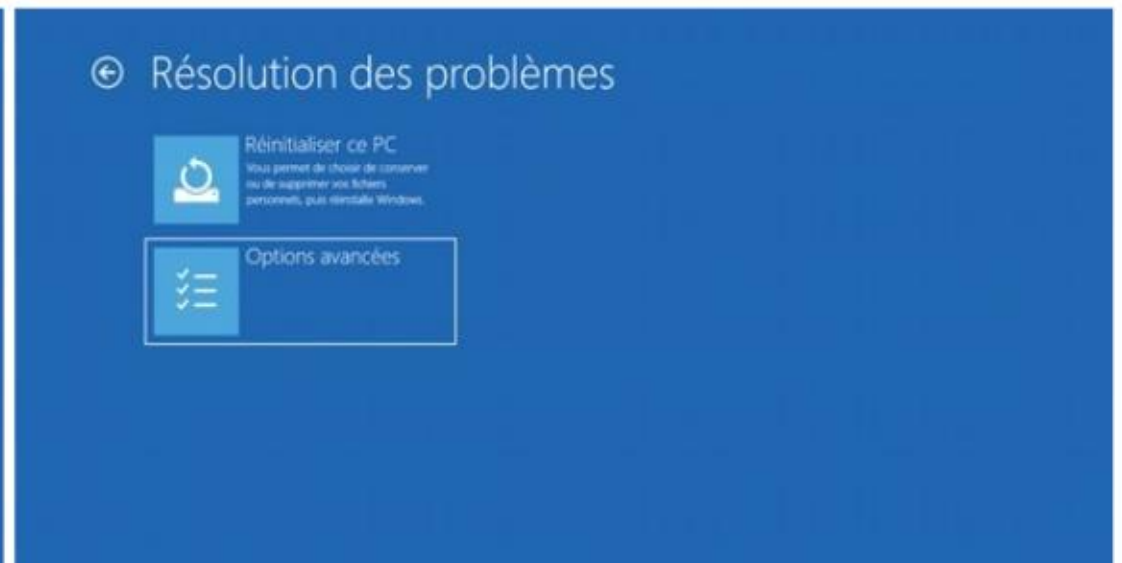 Résolution des problèmes
Réinitialiser ce PC
Vous permet de choisir de conserver
ou de supprimer vos fichiers
personnels, puis réinstalle Windows.
Options avancées